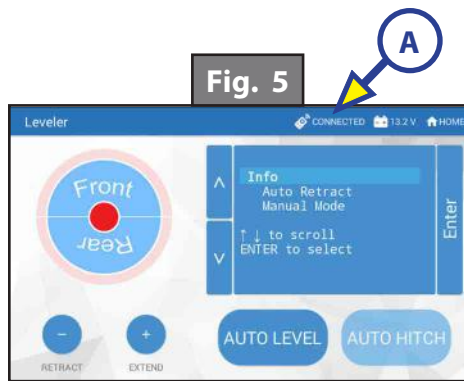 A
Fig. 5
Leveler CONNECTED 13.2 V HOME
Front
Rear
Info
Auto Retract
Manual Mode
↑ ↓ to scroll
ENTER to select
Enter
− +
RETRACT EXTEND
AUTO LEVEL AUTO HITCH